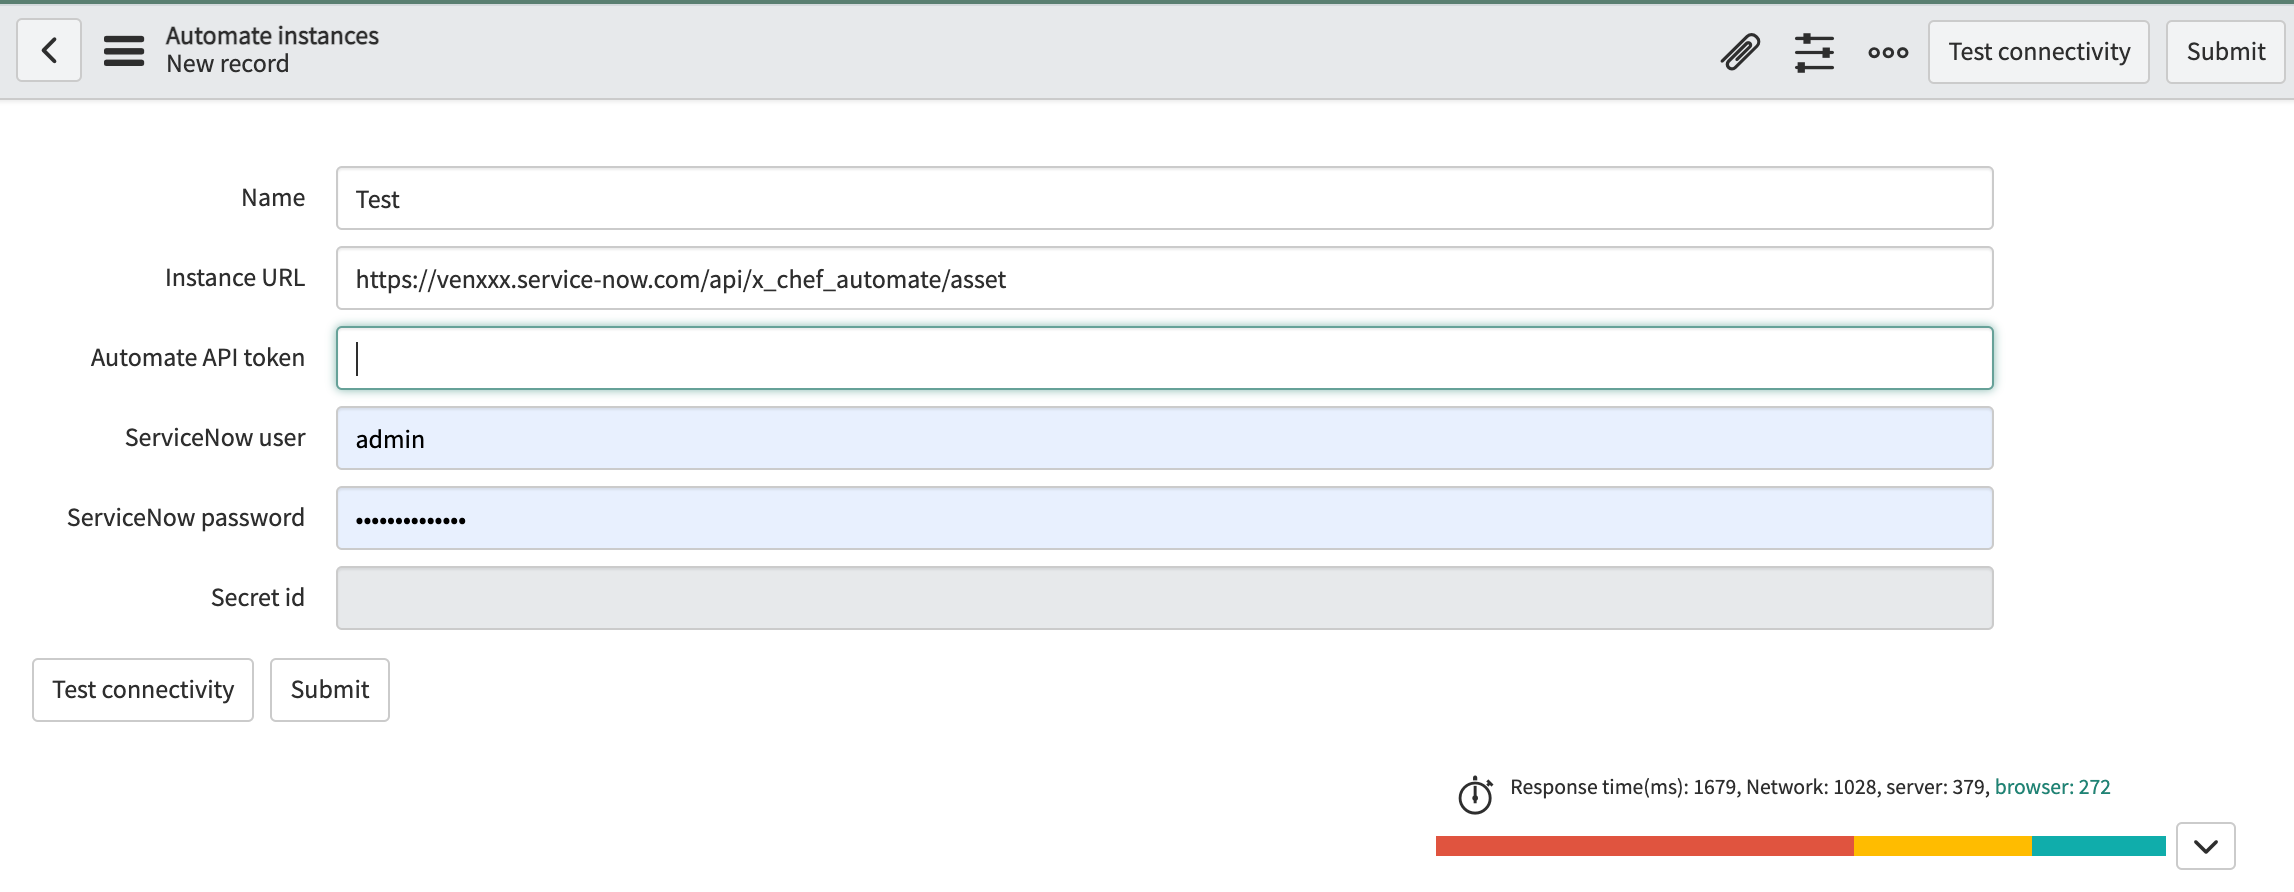 Automate instances
New record
Test connectivity
Submit
Name
Test
Instance URL
https://venxxx.service-now.com/api/x_chef_automate/asset
Automate API token
ServiceNow user
admin
ServiceNow password
••••••••••••••
Secret id
Test connectivity
Submit
Response time(ms): 1679, Network: 1028, server: 379, browser: 272